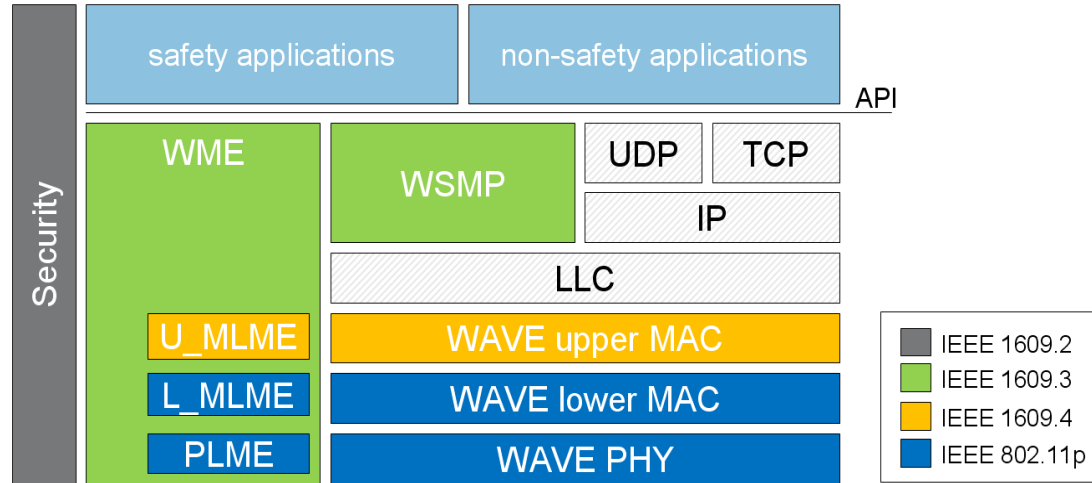 Security
safety applications
non-safety applications
API
WME
WSMP
UDP
TCP
IP
LLC
U_MLME
WAVE upper MAC
L_MLME
WAVE lower MAC
PLME
WAVE PHY
IEEE 1609.2
IEEE 1609.3
IEEE 1609.4
IEEE 802.11p